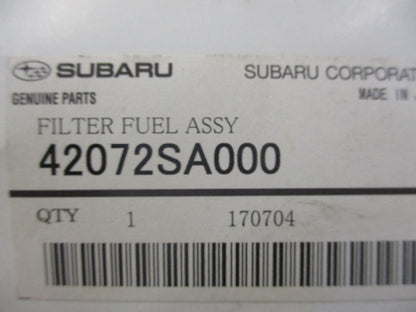 SUBARU SUBARU CORPORAT
GENUINE PARTS MADE IN
FILTER FUEL ASSY
42072SA000
QTY 1 170704